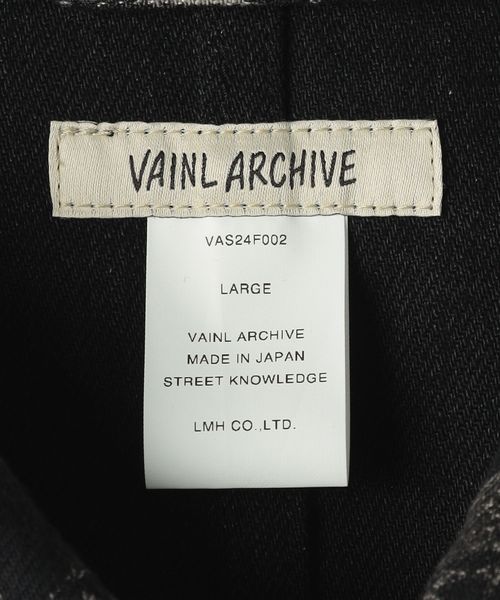 VAINL ARCHIVE
VAS24F002
LARGE
VAINL ARCHIVE
MADE IN JAPAN
STREET KNOWLEDGE
LMH CO.,LTD.